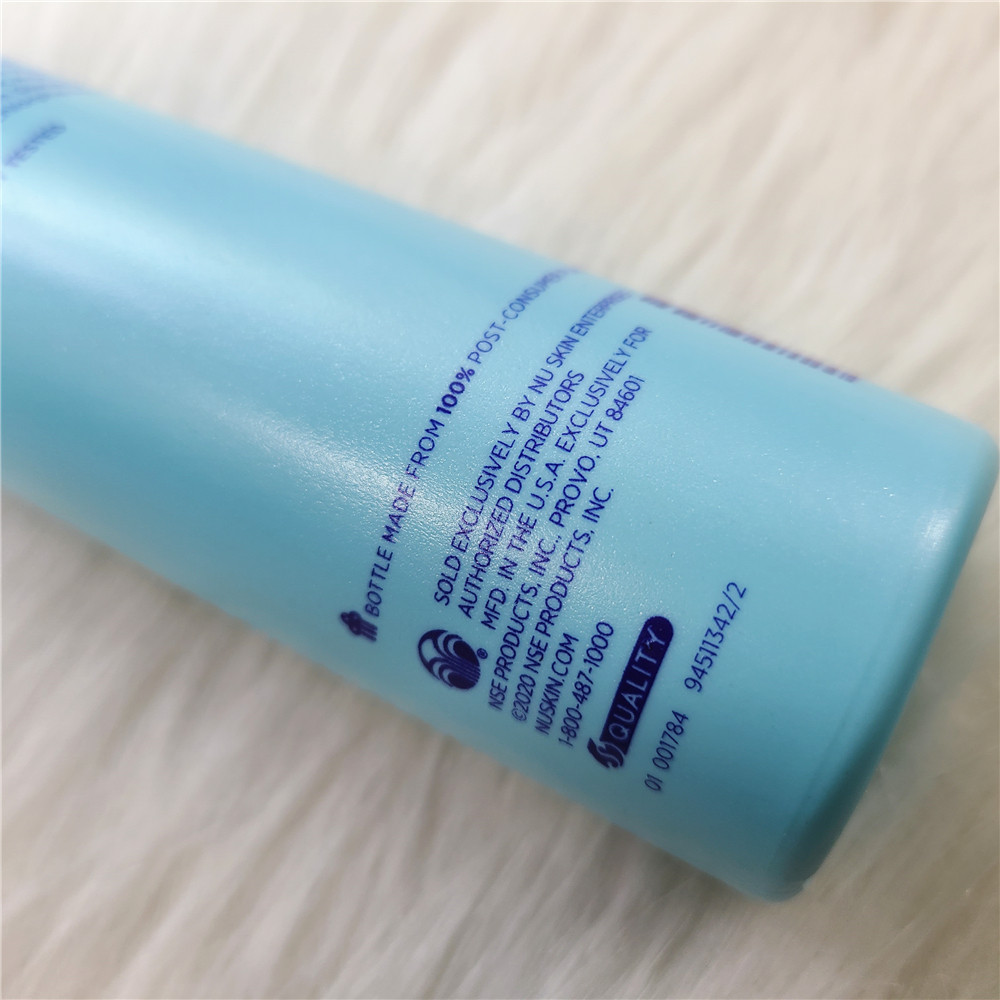 TESTED
BOTTLE MADE FROM 100% POST-CONSUMER
SOLD EXCLUSIVELY BY NU SKIN
AUTHORIZED DISTRIBUTORS
MFD. IN THE U.S.A. EXCLUSIVELY FOR
NSE PRODUCTS, INC., PROVO, UT 84601
©2020 NSE PRODUCTS, INC.
NUSKIN.COM
1-800-487-1000
®
QUALITY
01 001784 94511342/2